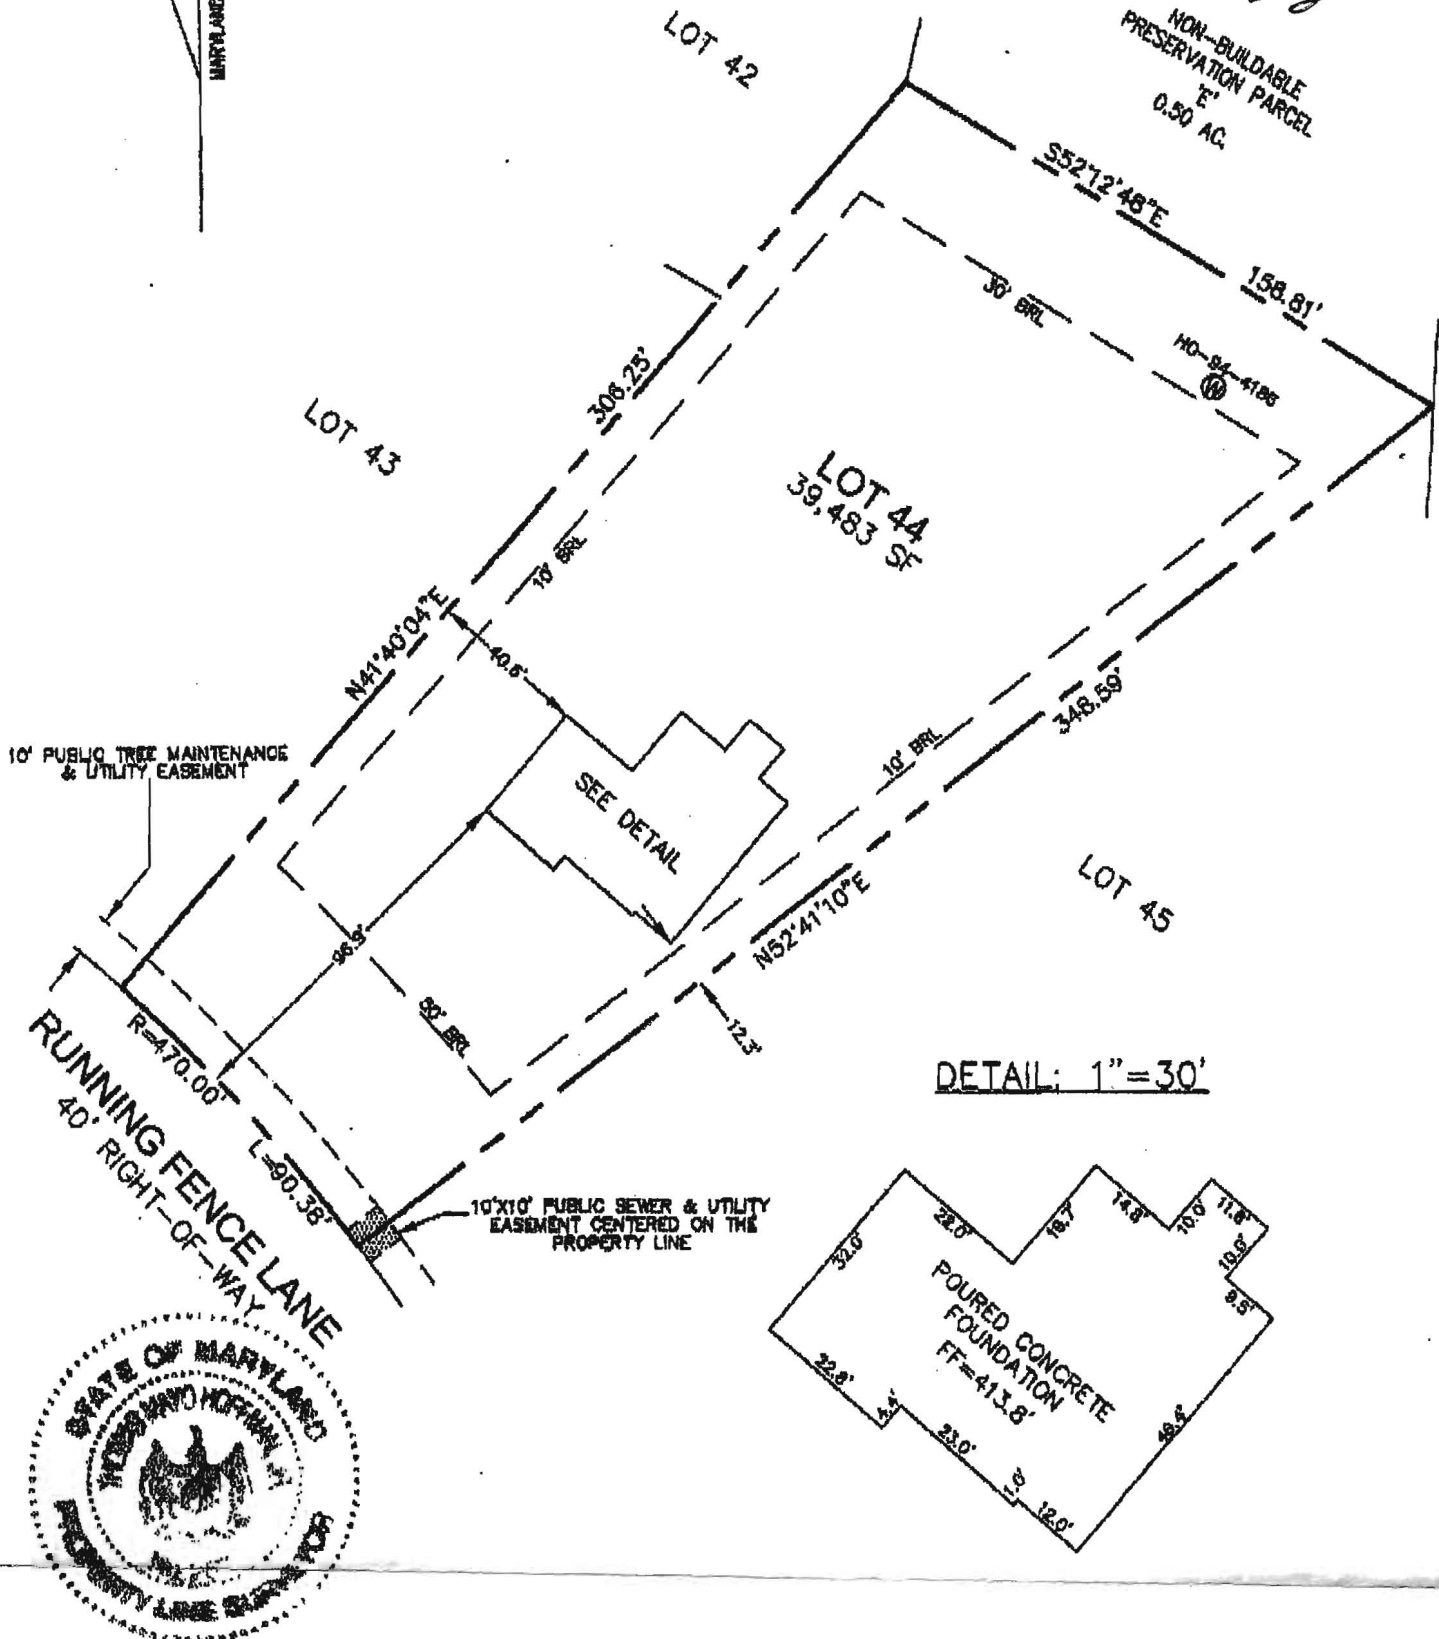 MARYLAND
LOT 42
NON-BUILDABLE
PRESERVATION PARCEL
'E'
0.50 AC.
S52°12'48"E
158.81'
30' BRL
HO-94-4186
W
306.25'
LOT 43
LOT 44
39,483 SF
10' BRL
N41°40'04"E
40.5'
10' PUBLIC TREE MAINTENANCE
& UTILITY EASEMENT
SEE DETAIL
10' BRL
348.59'
LOT 45
N52°41'10"E
96.9'
50' BRL
12.3'
R=470.00'
L=90.38'
RUNNING FENCE LANE
40' RIGHT-OF-WAY
10'X10' PUBLIC SEWER & UTILITY
EASEMENT CENTERED ON THE
PROPERTY LINE
DETAIL: 1"=30'
32.0'
22.0'
16.7'
14.8'
10.0'
11.8'
10.0'
9.5'
POURED CONCRETE
FOUNDATION
FF=413.8'
22.8'
4.4'
23.0'
12.0'
STATE OF MARYLAND
PROPERTY LINE